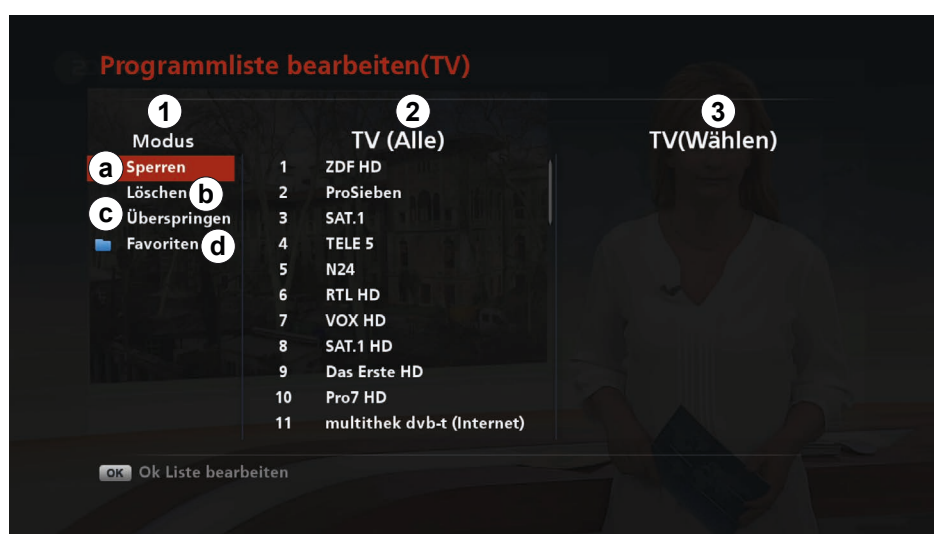 Programmliste bearbeiten(TV)
1 2 3
Modus TV (Alle) TV(Wählen)
a Sperren 1 ZDF HD
Löschen b 2 ProSieben
c Überspringen 3 SAT.1
Favoriten d 4 TELE 5
5 N24
6 RTL HD
7 VOX HD
8 SAT.1 HD
9 Das Erste HD
10 Pro7 HD
11 multithek dvb-t (Internet)
OK Ok Liste bearbeiten